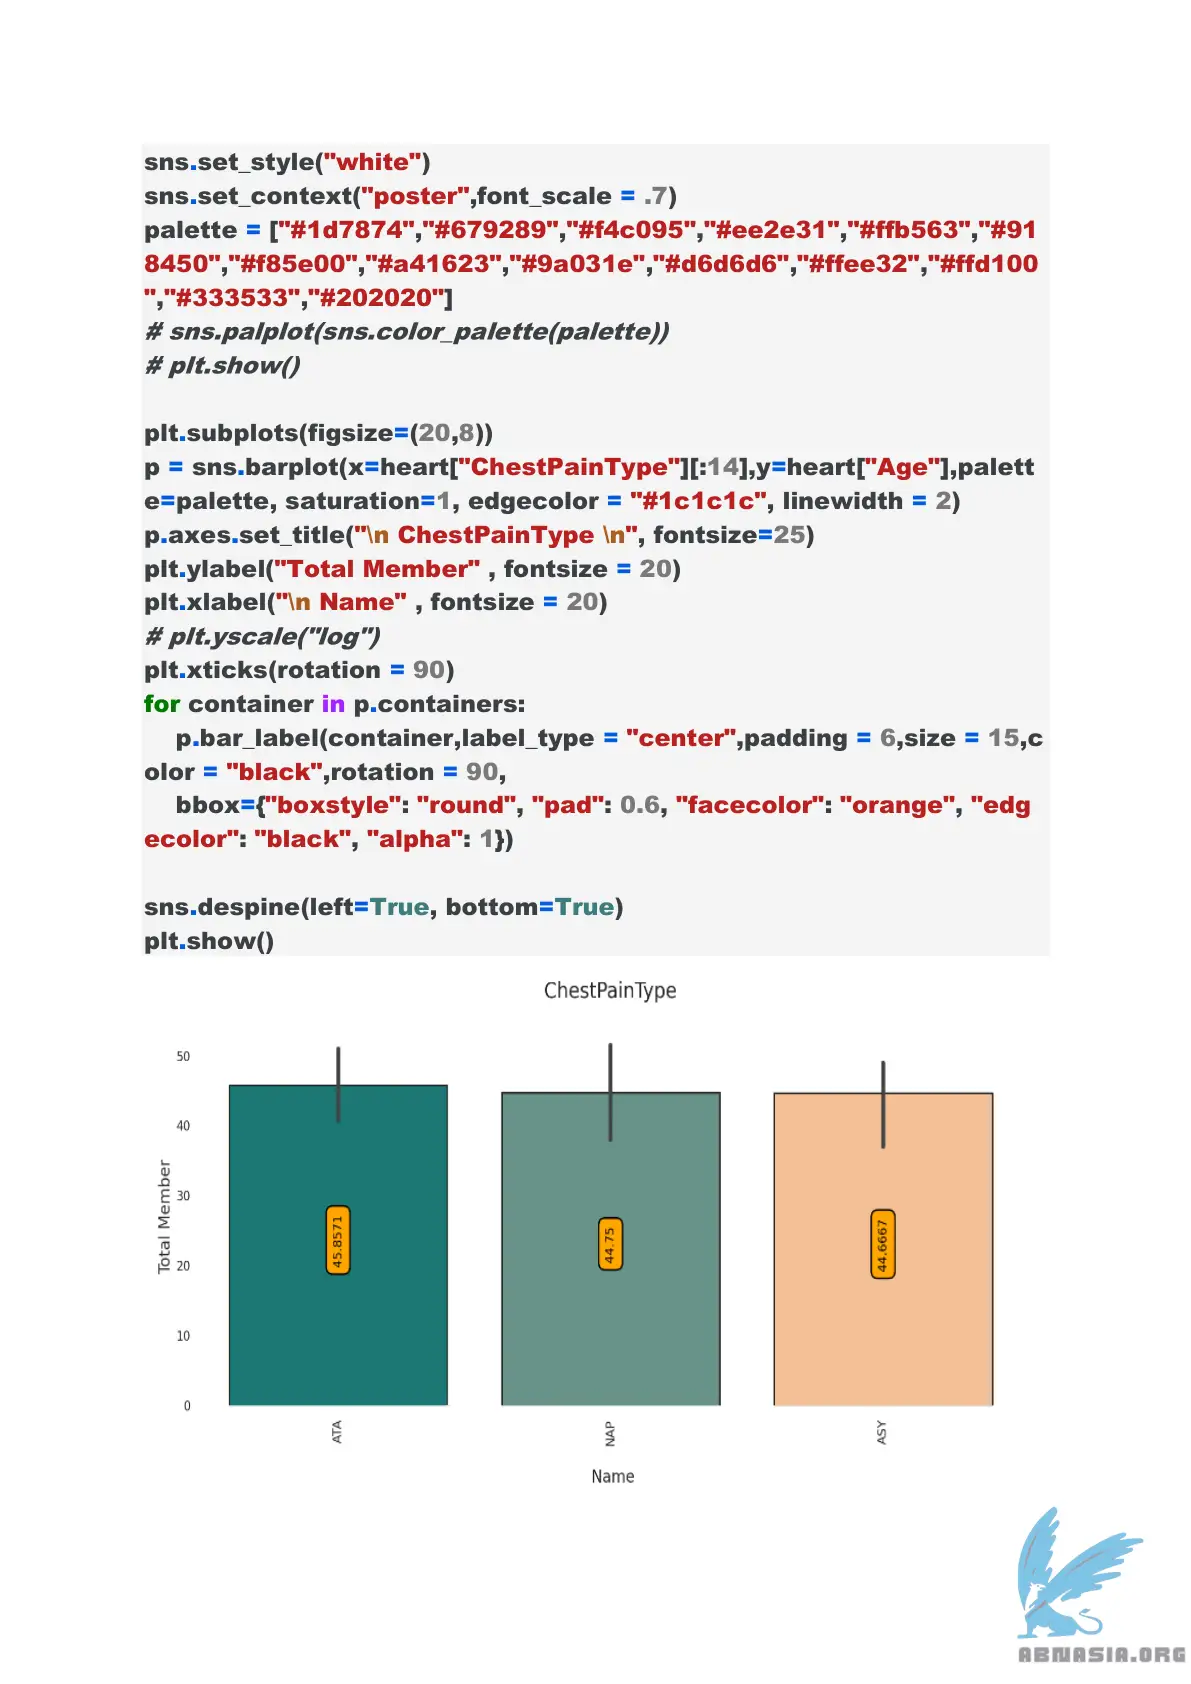 sns.set_style("white")
sns.set_context("poster",font_scale = .7)
palette = ["#1d7874","#679289","#f4c095","#ee2e31","#ffb563","#91
8450","#f85e00","#a41623","#9a031e","#d6d6d6","#ffee32","#ffd100
","#333533","#202020"]
# sns.palplot(sns.color_palette(palette))
# plt.show()
plt.subplots(figsize=(20,8))
p = sns.barplot(x=heart["ChestPainType"][:14],y=heart["Age"],palett
e=palette, saturation=1, edgecolor = "#1c1c1c", linewidth = 2)
p.axes.set_title("\n ChestPainType \n", fontsize=25)
plt.ylabel("Total Member" , fontsize = 20)
plt.xlabel("\n Name" , fontsize = 20)
# plt.yscale("log")
plt.xticks(rotation = 90)
for container in p.containers:
    p.bar_label(container,label_type = "center",padding = 6,size = 15,c
olor = "black",rotation = 90,
    bbox={"boxstyle": "round", "pad": 0.6, "facecolor": "orange", "edg
ecolor": "black", "alpha": 1})
sns.despine(left=True, bottom=True)
plt.show()
ChestPainType
50
40
30
20
10
0
Total Member
45.8571
44.75
44.6667
ATA
NAP
ASY
Name
ABNASIA.ORG